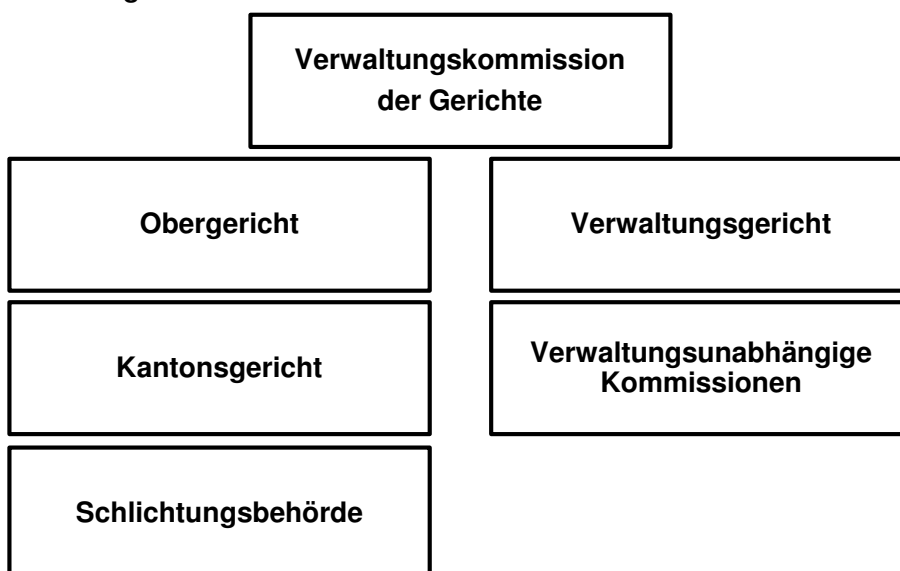 Verwaltungskommission
der Gerichte
Obergericht
Verwaltungsgericht
Kantonsgericht
Verwaltungsunabhängige
Kommissionen
Schlichtungsbehörde